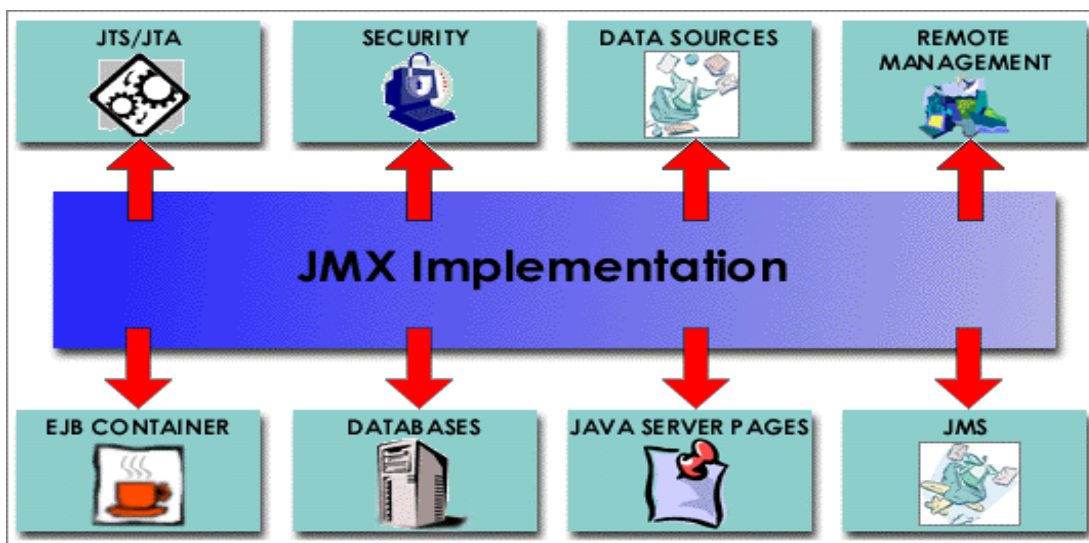 JTS/JTA
SECURITY
DATA SOURCES
REMOTE
MANAGEMENT
JMX Implementation
EJB CONTAINER
DATABASES
JAVA SERVER PAGES
JMS